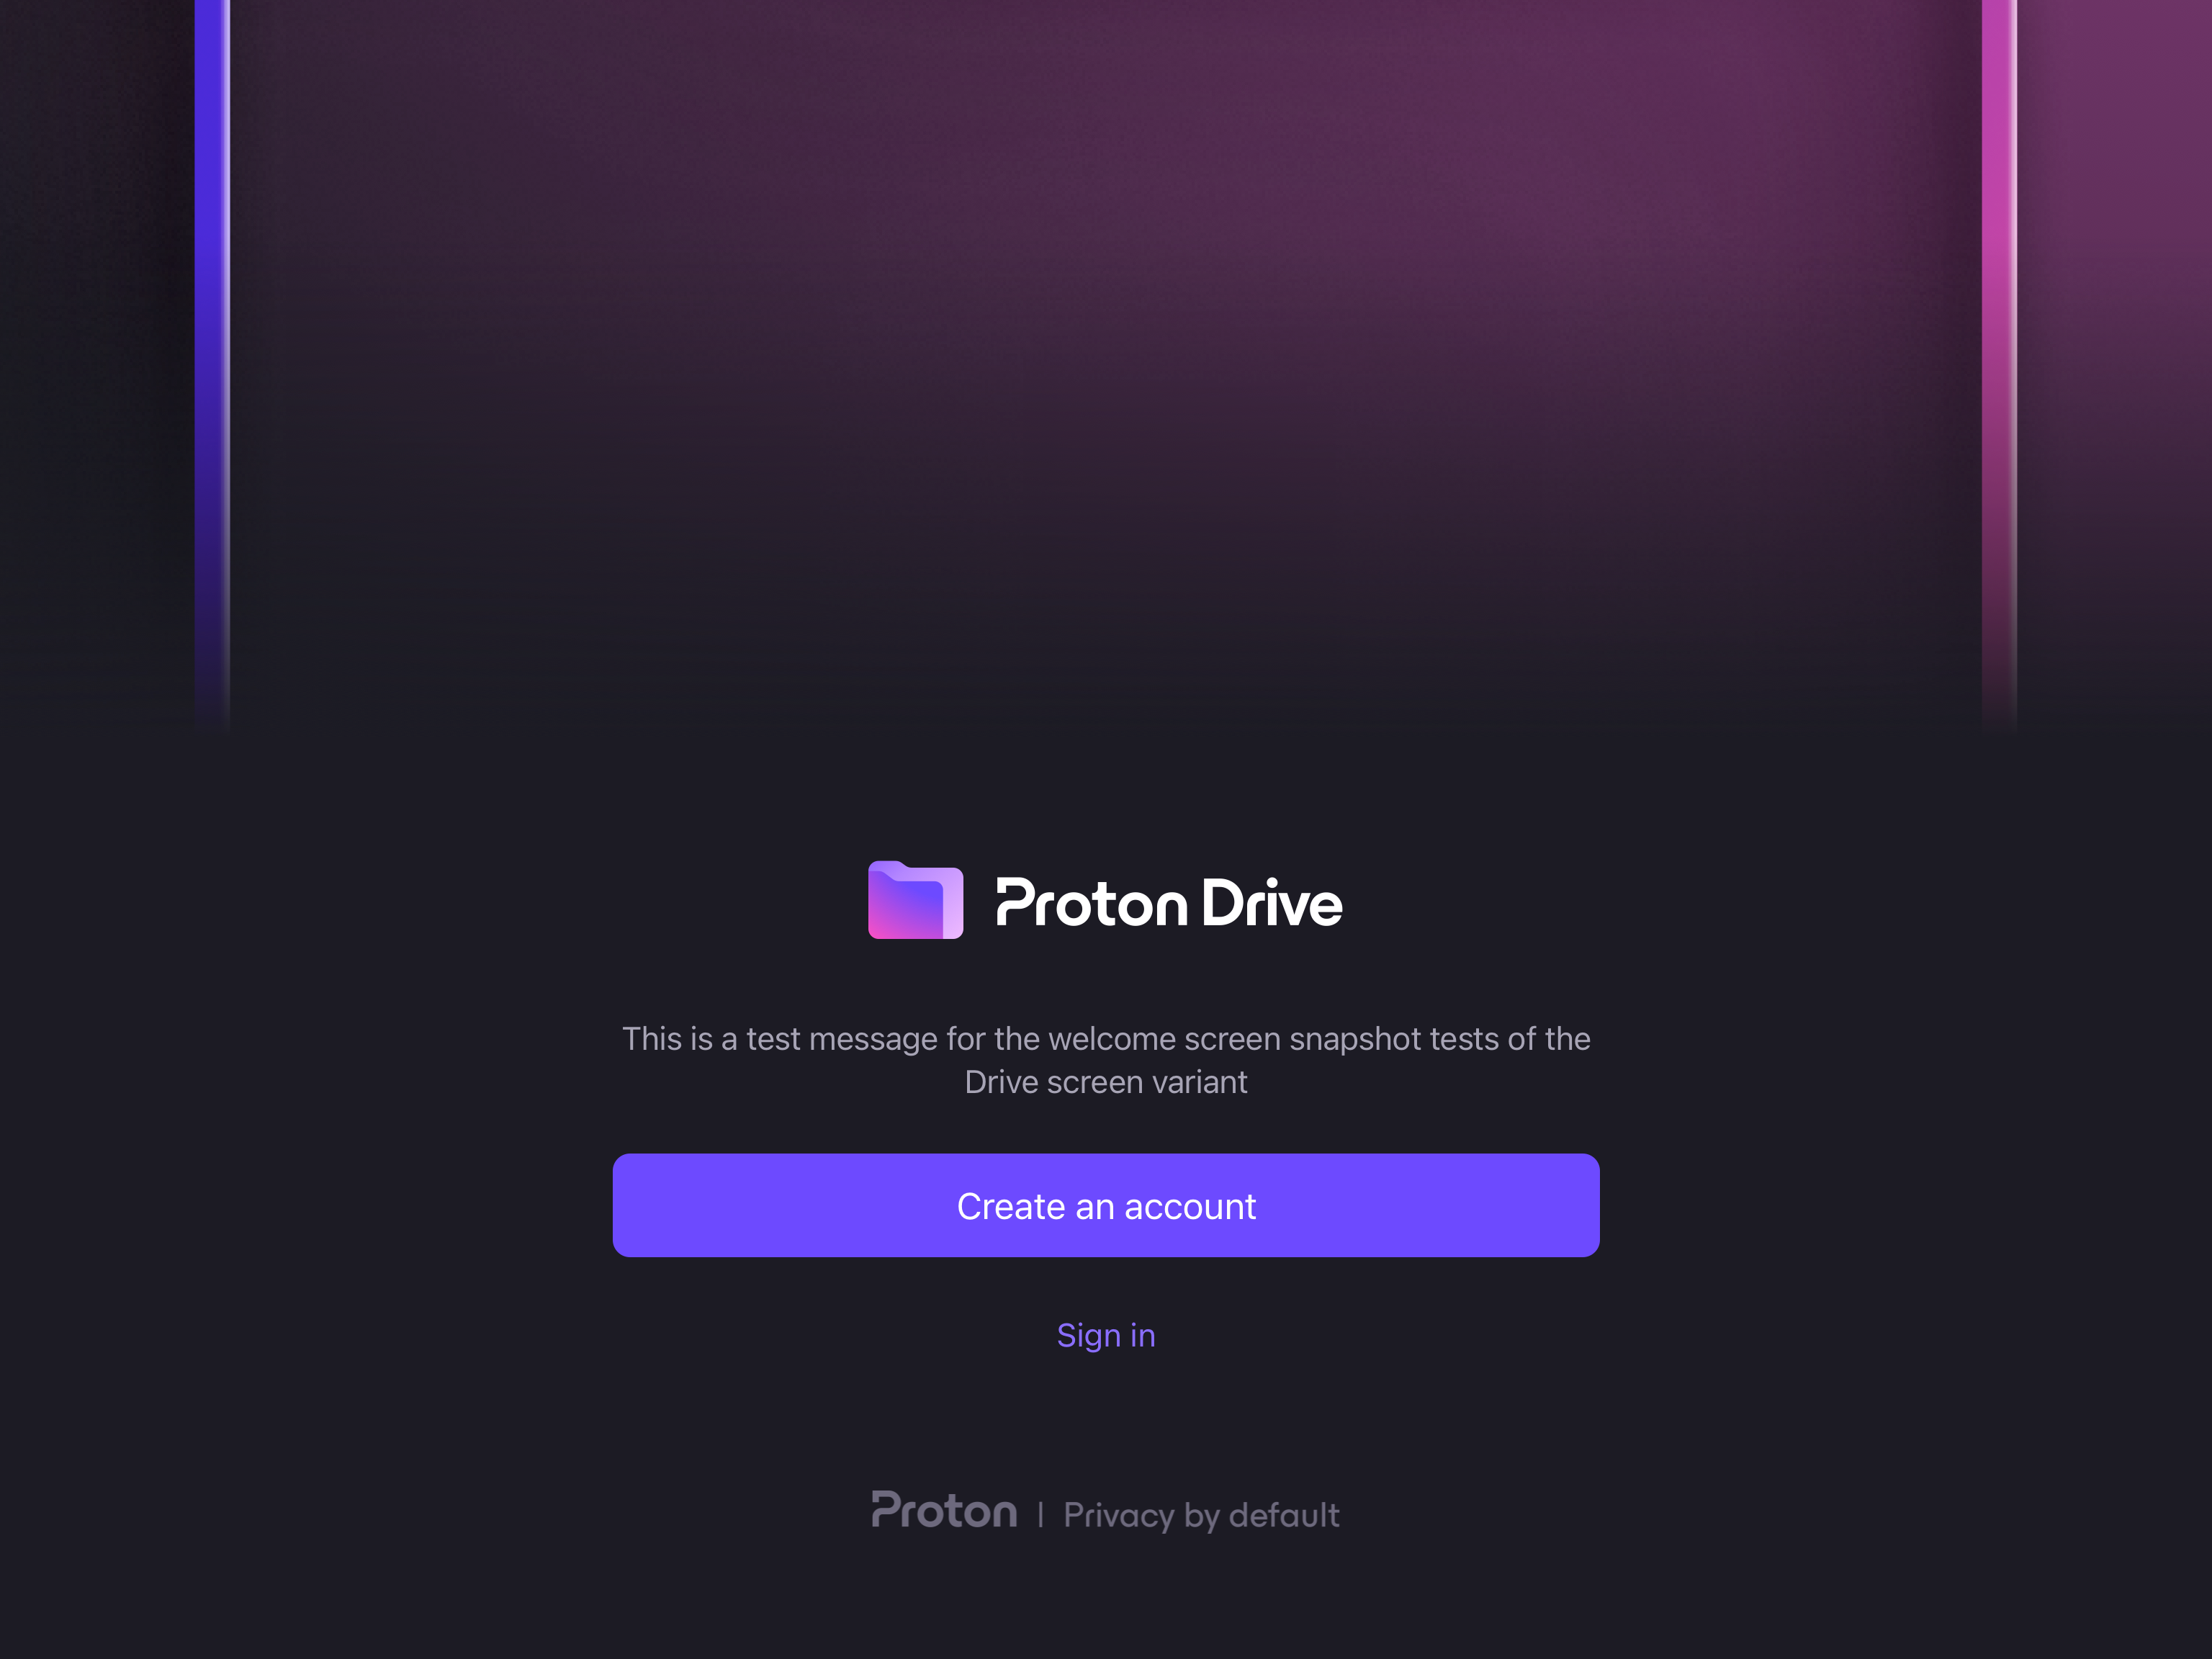 Proton Drive
This is a test message for the welcome screen snapshot tests of the
Drive screen variant
Create an account
Sign in
Proton | Privacy by default